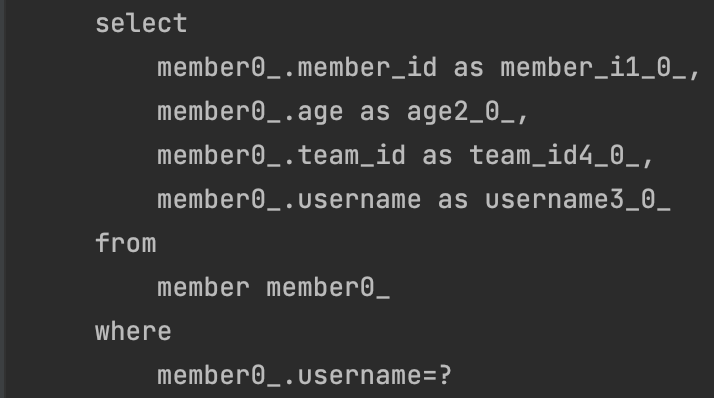 select
member0_.member_id as member_i1_0_,
member0_.age as age2_0_,
member0_.team_id as team_id4_0_,
member0_.username as username3_0_
from
member member0_
where
member0_.username=?